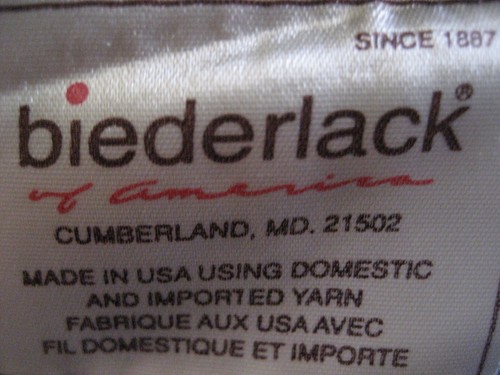 SINCE 1887
biederlack®
of america
CUMBERLAND, MD. 21502
MADE IN USA USING DOMESTIC
AND IMPORTED YARN
FABRIQUE AUX USA AVEC
FIL DOMESTIQUE ET IMPORTE